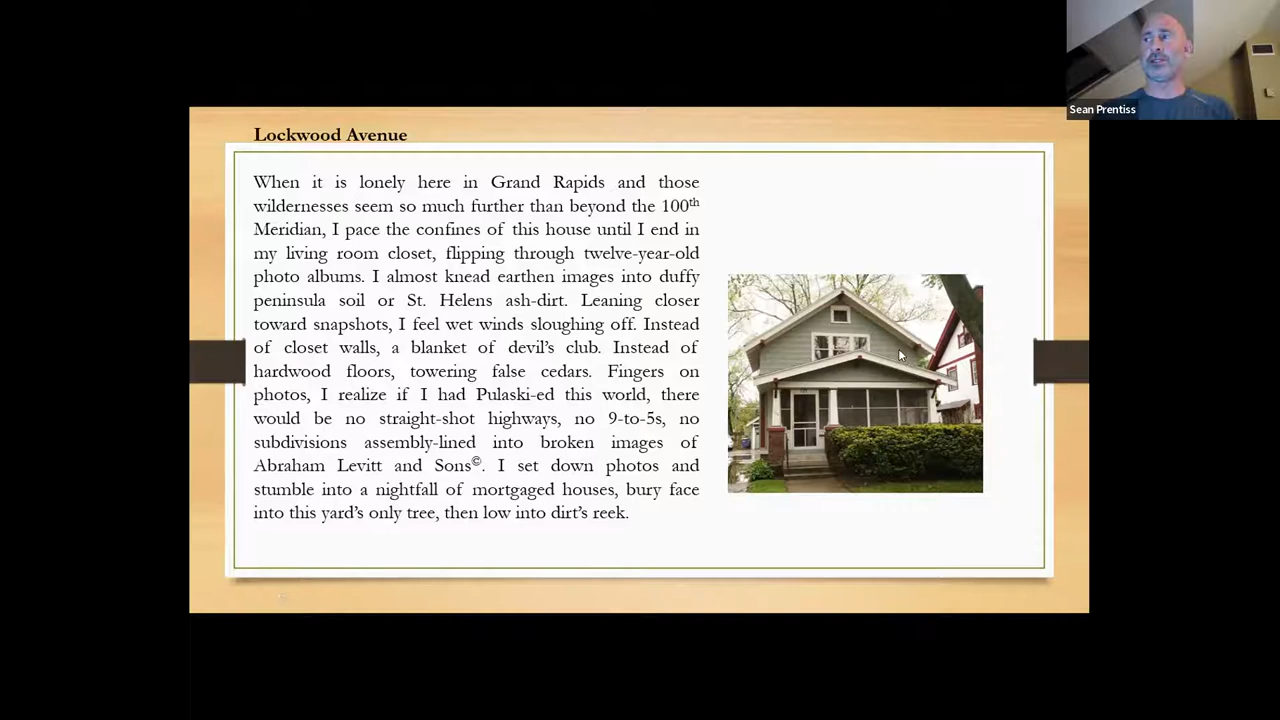 Sean Prentiss
Lockwood Avenue
When it is lonely here in Grand Rapids and those
wildernesses seem so much further than beyond the 100th
Meridian, I pace the confines of this house until I end in
my living room closet, flipping through twelve-year-old
photo albums. I almost knead earthen images into duffy
peninsula soil or St. Helens ash-dirt. Leaning closer
toward snapshots, I feel wet winds sloughing off. Instead
of closet walls, a blanket of devil's club. Instead of
hardwood floors, towering false cedars. Fingers on
photos, I realize if I had Pulaski-ed this world, there
would be no straight-shot highways, no 9-to-5s, no
subdivisions assembly-lined into broken images of
Abraham Levitt and Sons©. I set down photos and
stumble into a nightfall of mortgaged houses, bury face
into this yard's only tree, then low into dirt's reek.